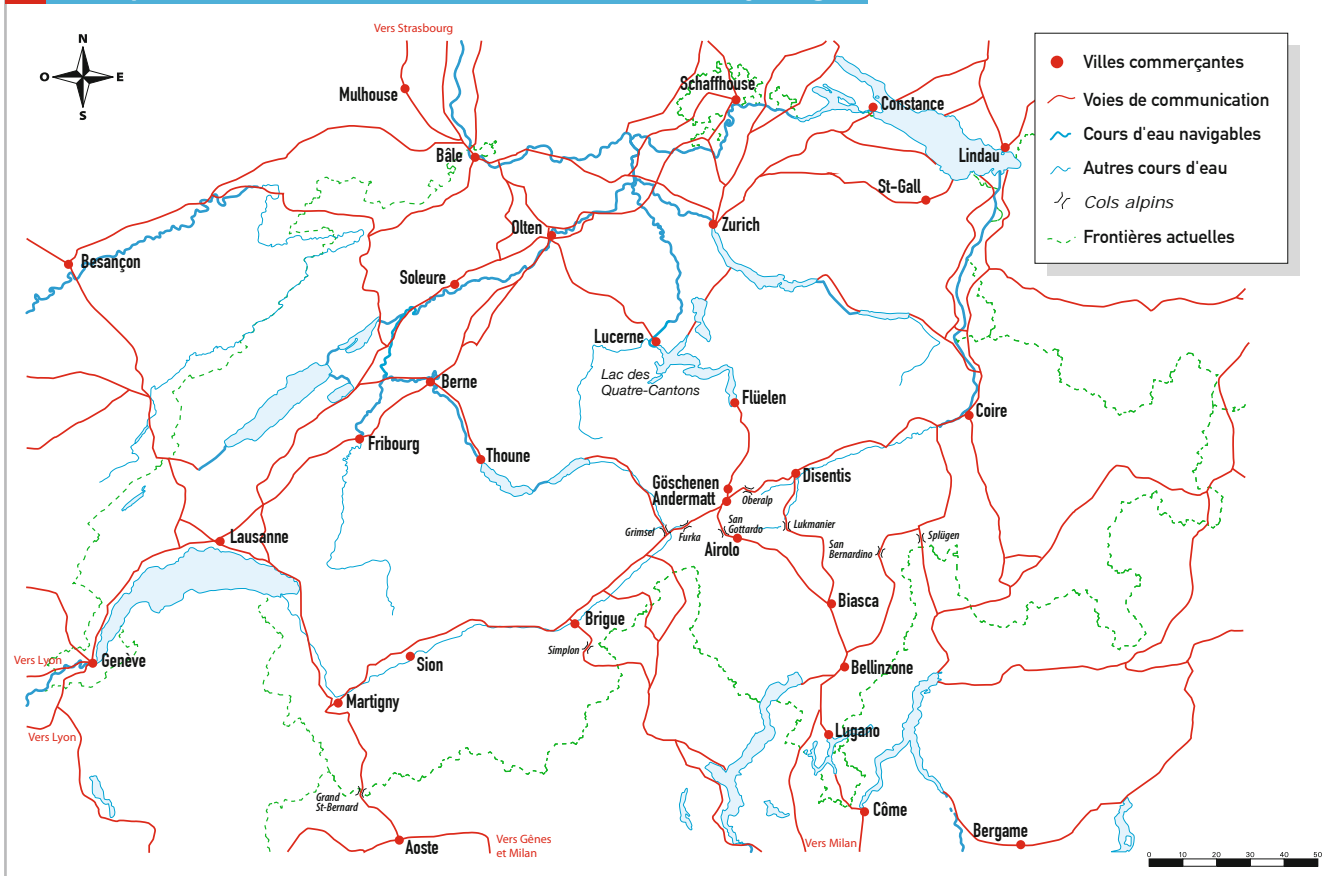 Vers Strasbourg
N
O
E
S
Mulhouse
Schaffhouse
Constance
Bâle
Lindau
St-Gall
Olten
Zurich
Besançon
Soleure
Lucerne
Lac des
Quatre-Cantons
Berne
Flüelen
Coire
Fribourg
Thoune
Göschenen
Andermatt
Disentis
Oberalp
Grimsel
Furka
San
Gottardo
Lukmanier
Airolo
San
Bernardino
Splügen
Lausanne
Biasca
Brigue
Simplon
Vers Lyon
Genève
Sion
Bellinzone
Martigny
Vers Lyon
Lugano
Grand
St-Bernard
Côme
Aoste
Vers Gênes
et Milan
Vers Milan
Bergame
Villes commerçantes
Voies de communication
Cours d'eau navigables
Autres cours d'eau
Cols alpins
Frontières actuelles
0 10 20 30 40 50